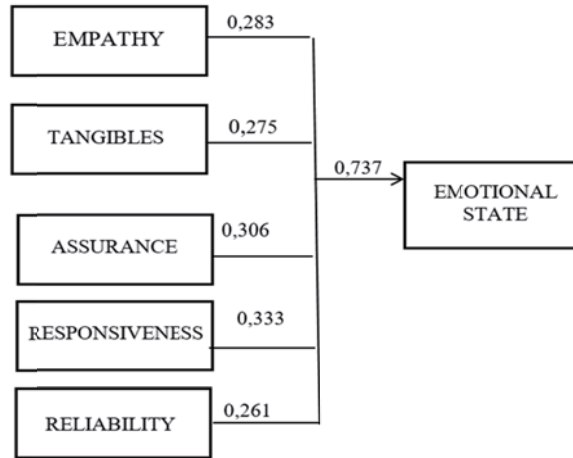 EMPATHY
0,283
TANGIBLES
0,275
0,737
EMOTIONAL
STATE
ASSURANCE
0,306
RESPONSIVENESS
0,333
RELIABILITY
0,261